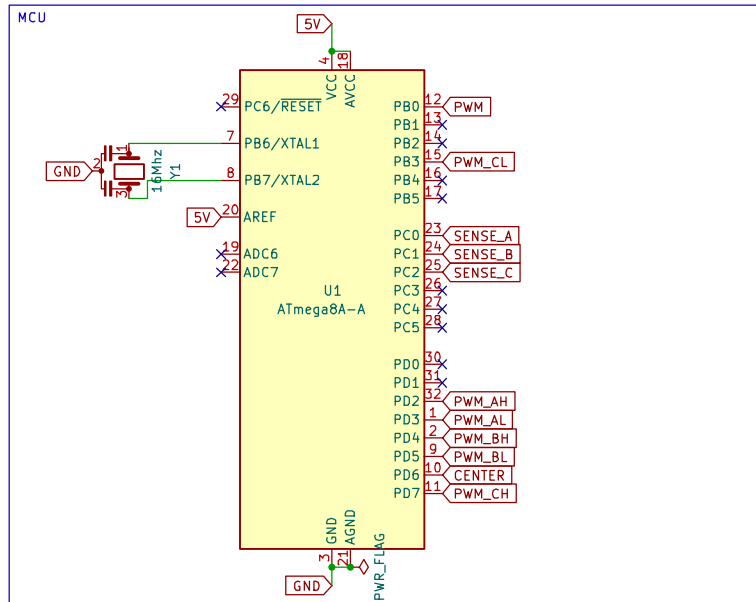 MCU
5V
4
VCC
18
AVCC
29
PC6/RESET
7
PB6/XTAL1
8
PB7/XTAL2
20
AREF
5V
19
ADC6
22
ADC7
GND
2
1
3
16Mhz
Y1
U1
ATmega8A-A
PB0
12
PWM
PB1
13
PB2
14
PB3
15
PWM_CL
PB4
16
PB5
17
PC0
23
SENSE_A
PC1
24
SENSE_B
PC2
25
SENSE_C
PC3
26
PC4
27
PC5
28
PD0
30
PD1
31
PD2
32
PWM_AH
PD3
1
PWM_AL
PD4
2
PWM_BH
PD5
9
PWM_BL
PD6
10
CENTER
PD7
11
PWM_CH
GND
3
AGND
21
PWR_FLAG
GND